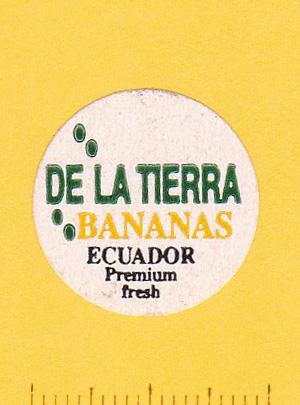 DE LA TIERRA
BANANAS
ECUADOR
Premium
fresh